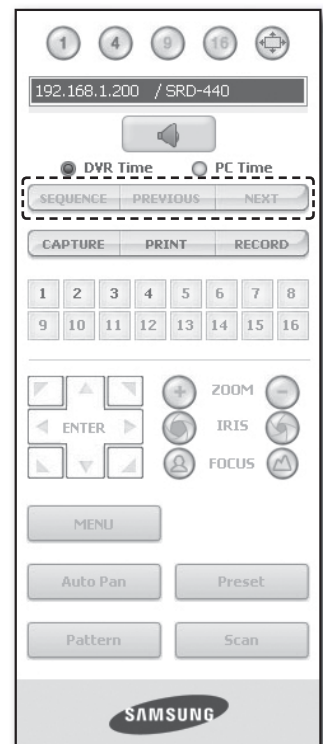 1 4 9 16
192.168.1.200 / SRD-440
DVR Time PC Time
SEQUENCE PREVIOUS NEXT
CAPTURE PRINT RECORD
1 2 3 4 5 6 7 8
9 10 11 12 13 14 15 16
ZOOM
ENTER IRIS
FOCUS
MENU
Auto Pan Preset
Pattern Scan
SAMSUNG